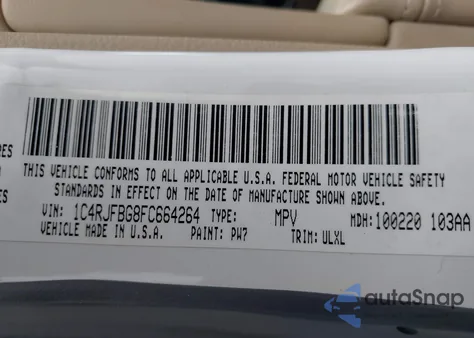 RES
THIS VEHICLE CONFORMS TO ALL APPLICABLE U.S.A. FEDERAL MOTOR VEHICLE SAFETY
STANDARDS IN EFFECT ON THE DATE OF MANUFACTURE SHOWN ABOVE.
VIN: 1C4RJFBG8FC664264 TYPE: MPV MDH:100220 103AA
VEHICLE MADE IN U.S.A. PAINT: PW7 TRIM: ULXL
autoSnap